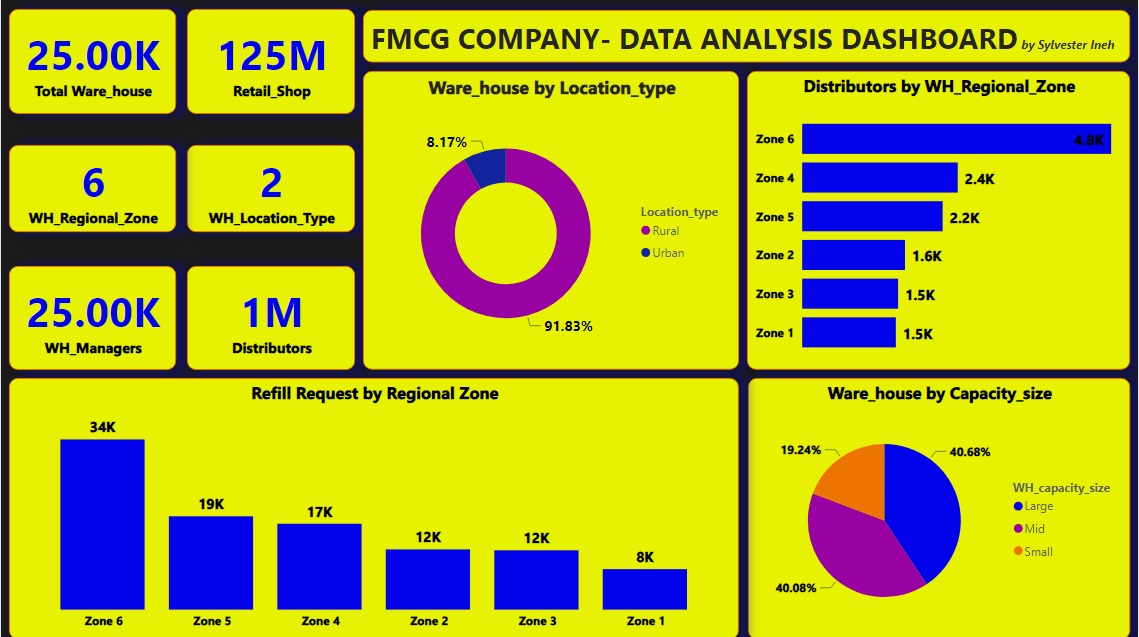 25.00K
Total Ware_house
125M
Retail_Shop
FMCG COMPANY- DATA ANALYSIS DASHBOARD by Sylvester Ineh
6
WH_Regional_Zone
2
WH_Location_Type
25.00K
WH_Managers
1M
Distributors
Ware_house by Location_type
8.17%
91.83%
Location_type
Rural
Urban
Distributors by WH_Regional_Zone
Zone 6 4.8K
Zone 4 2.4K
Zone 5 2.2K
Zone 2 1.6K
Zone 3 1.5K
Zone 1 1.5K
Refill Request by Regional Zone
34K
19K
17K
12K
12K
8K
Zone 6 Zone 5 Zone 4 Zone 2 Zone 3 Zone 1
Ware_house by Capacity_size
19.24%
40.68%
40.08%
WH_capacity_size
Large
Mid
Small